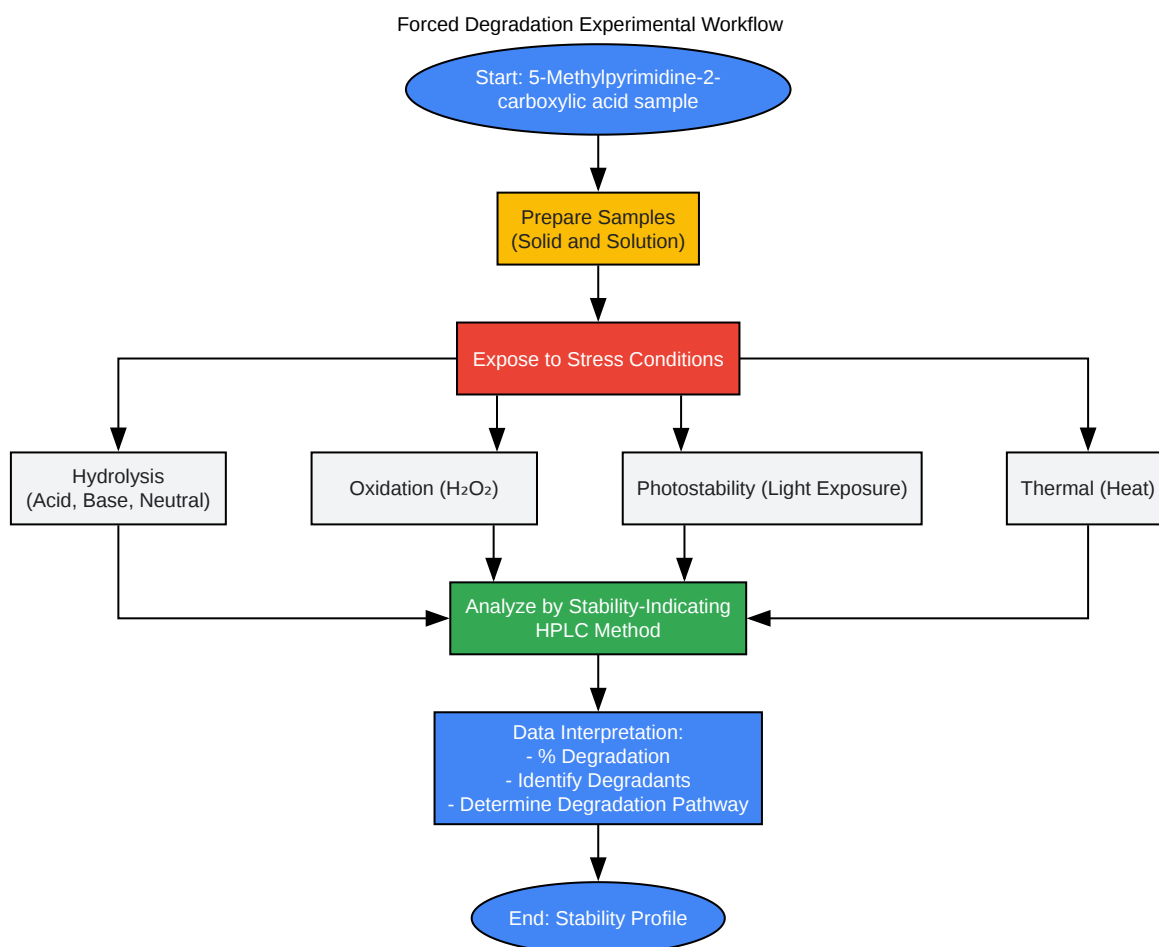 Forced Degradation Experimental Workflow
Start: 5-Methylpyrimidine-2-
carboxylic acid sample
Prepare Samples
(Solid and Solution)
Expose to Stress Conditions
Hydrolysis
(Acid, Base, Neutral)
Oxidation (H₂O₂)
Photostability (Light Exposure)
Thermal (Heat)
Analyze by Stability-Indicating
HPLC Method
Data Interpretation:
- % Degradation
- Identify Degradants
- Determine Degradation Pathway
End: Stability Profile